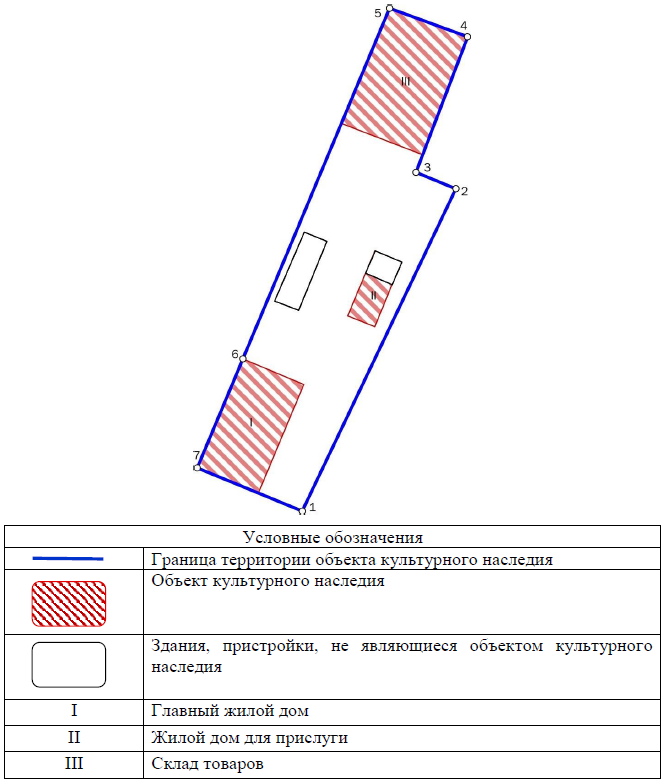 5
4
III
3
2
II
6
I
7
1
Условные обозначения
Граница территории объекта культурного наследия
Объект культурного наследия
Здания, пристройки, не являющиеся объектом культурного
наследия
I Главный жилой дом
II Жилой дом для прислуги
III Склад товаров